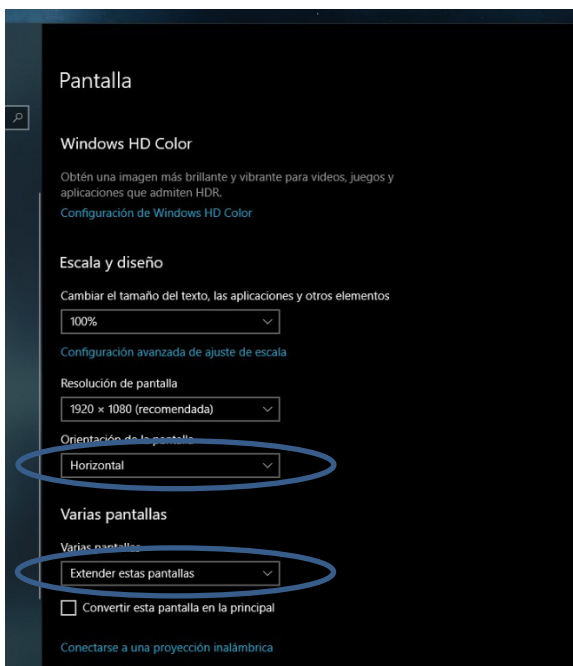 Pantalla
Windows HD Color
Obtén una imagen más brillante y vibrante para videos, juegos y
aplicaciones que admiten HDR.
Configuración de Windows HD Color
Escala y diseño
Cambiar el tamaño del texto, las aplicaciones y otros elementos
100%
Configuración avanzada de ajuste de escala
Resolución de pantalla
1920 × 1080 (recomendada)
Orientación de la pantalla
Horizontal
Varias pantallas
Varias pantallas
Extender estas pantallas
Convertir esta pantalla en la principal
Conectarse a una proyección inalámbrica